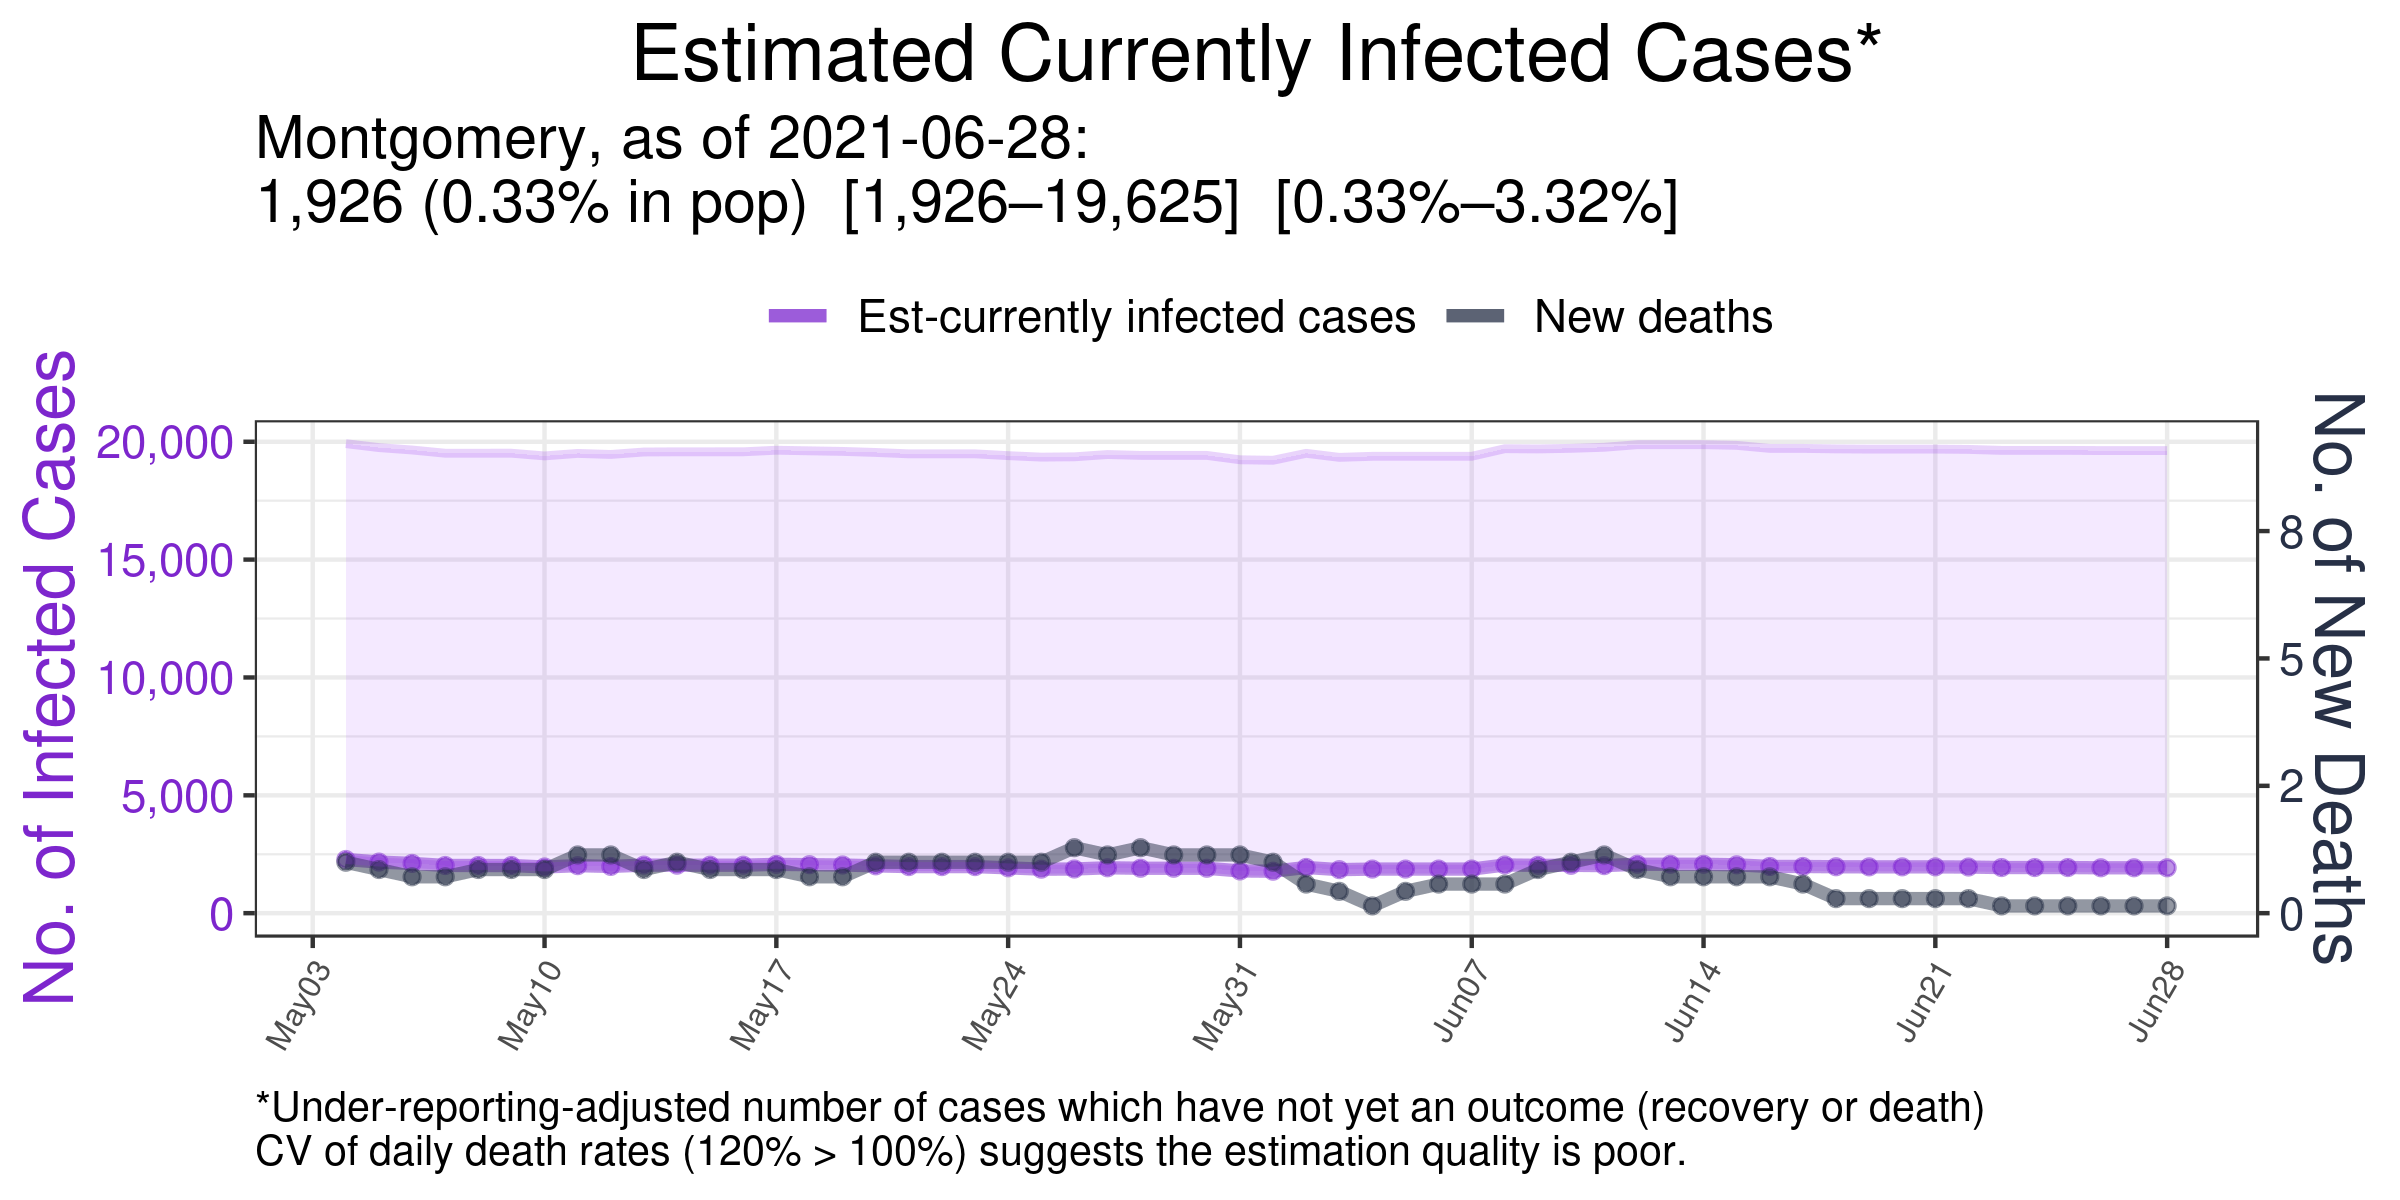 Estimated Currently Infected Cases*
Montgomery, as of 2021-06-28:
1,926 (0.33% in pop)  [1,926–19,625]  [0.33%–3.32%]
Est-currently infected cases
New deaths
No. of Infected Cases
20,000
15,000
10,000
5,000
0
No. of New Deaths
8
5
2
0
May03
May10
May17
May24
May31
Jun07
Jun14
Jun21
Jun28
*Under-reporting-adjusted number of cases which have not yet an outcome (recovery or death)
CV of daily death rates (120% > 100%) suggests the estimation quality is poor.